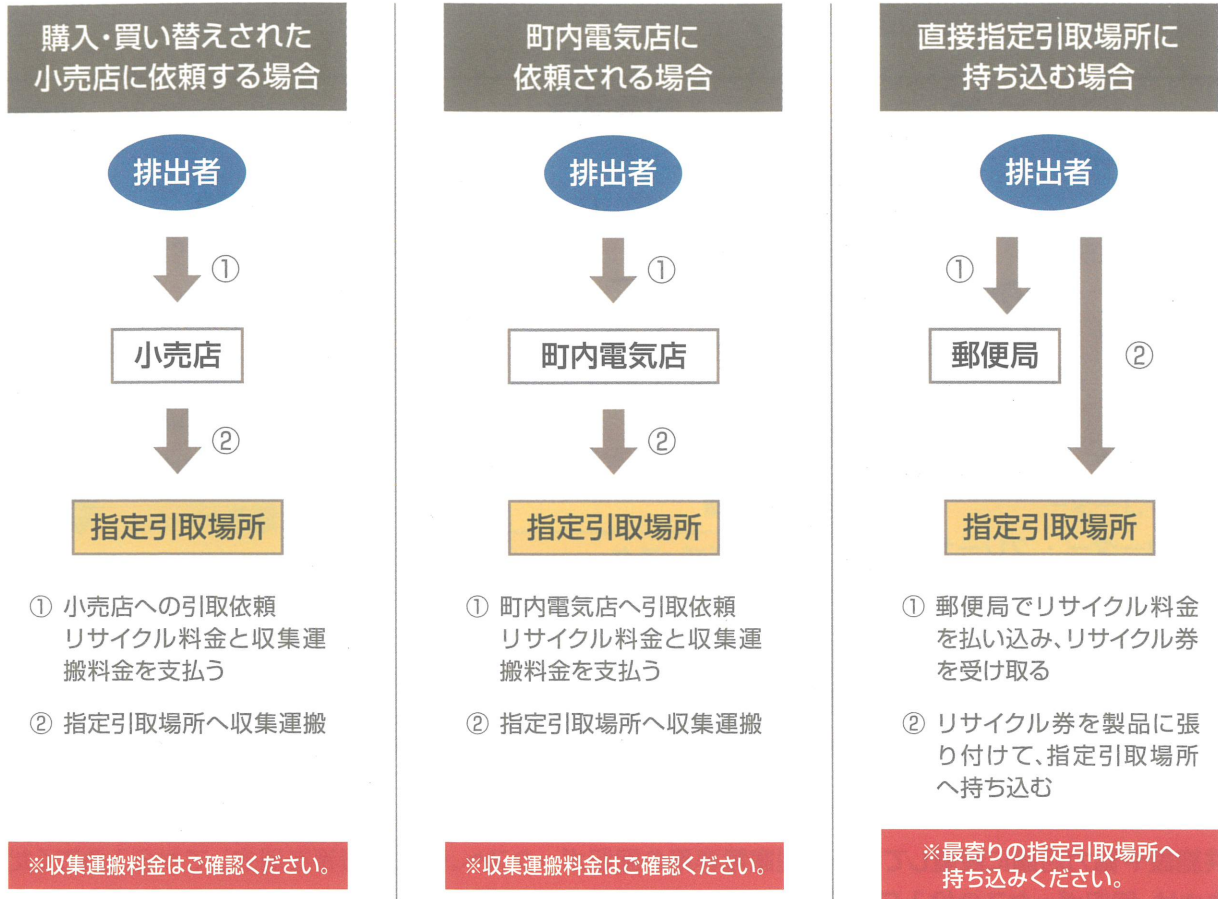 購入・買い替えされた
小売店に依頼する場合
排出者
①
小売店
②
指定引取場所
① 小売店への引取依頼
リサイクル料金と収集運
搬料金を支払う
② 指定引取場所へ収集運搬
※収集運搬料金はご確認ください。
町内電気店に
依頼される場合
排出者
①
町内電気店
②
指定引取場所
① 町内電気店へ引取依頼
リサイクル料金と収集運
搬料金を支払う
② 指定引取場所へ収集運搬
※収集運搬料金はご確認ください。
直接指定引取場所に
持ち込む場合
排出者
①
郵便局
②
指定引取場所
① 郵便局でリサイクル料金
を払い込み、リサイクル券
を受け取る
② リサイクル券を製品に張
り付けて、指定引取場所
へ持ち込む
※最寄りの指定引取場所へ
持ち込みください。